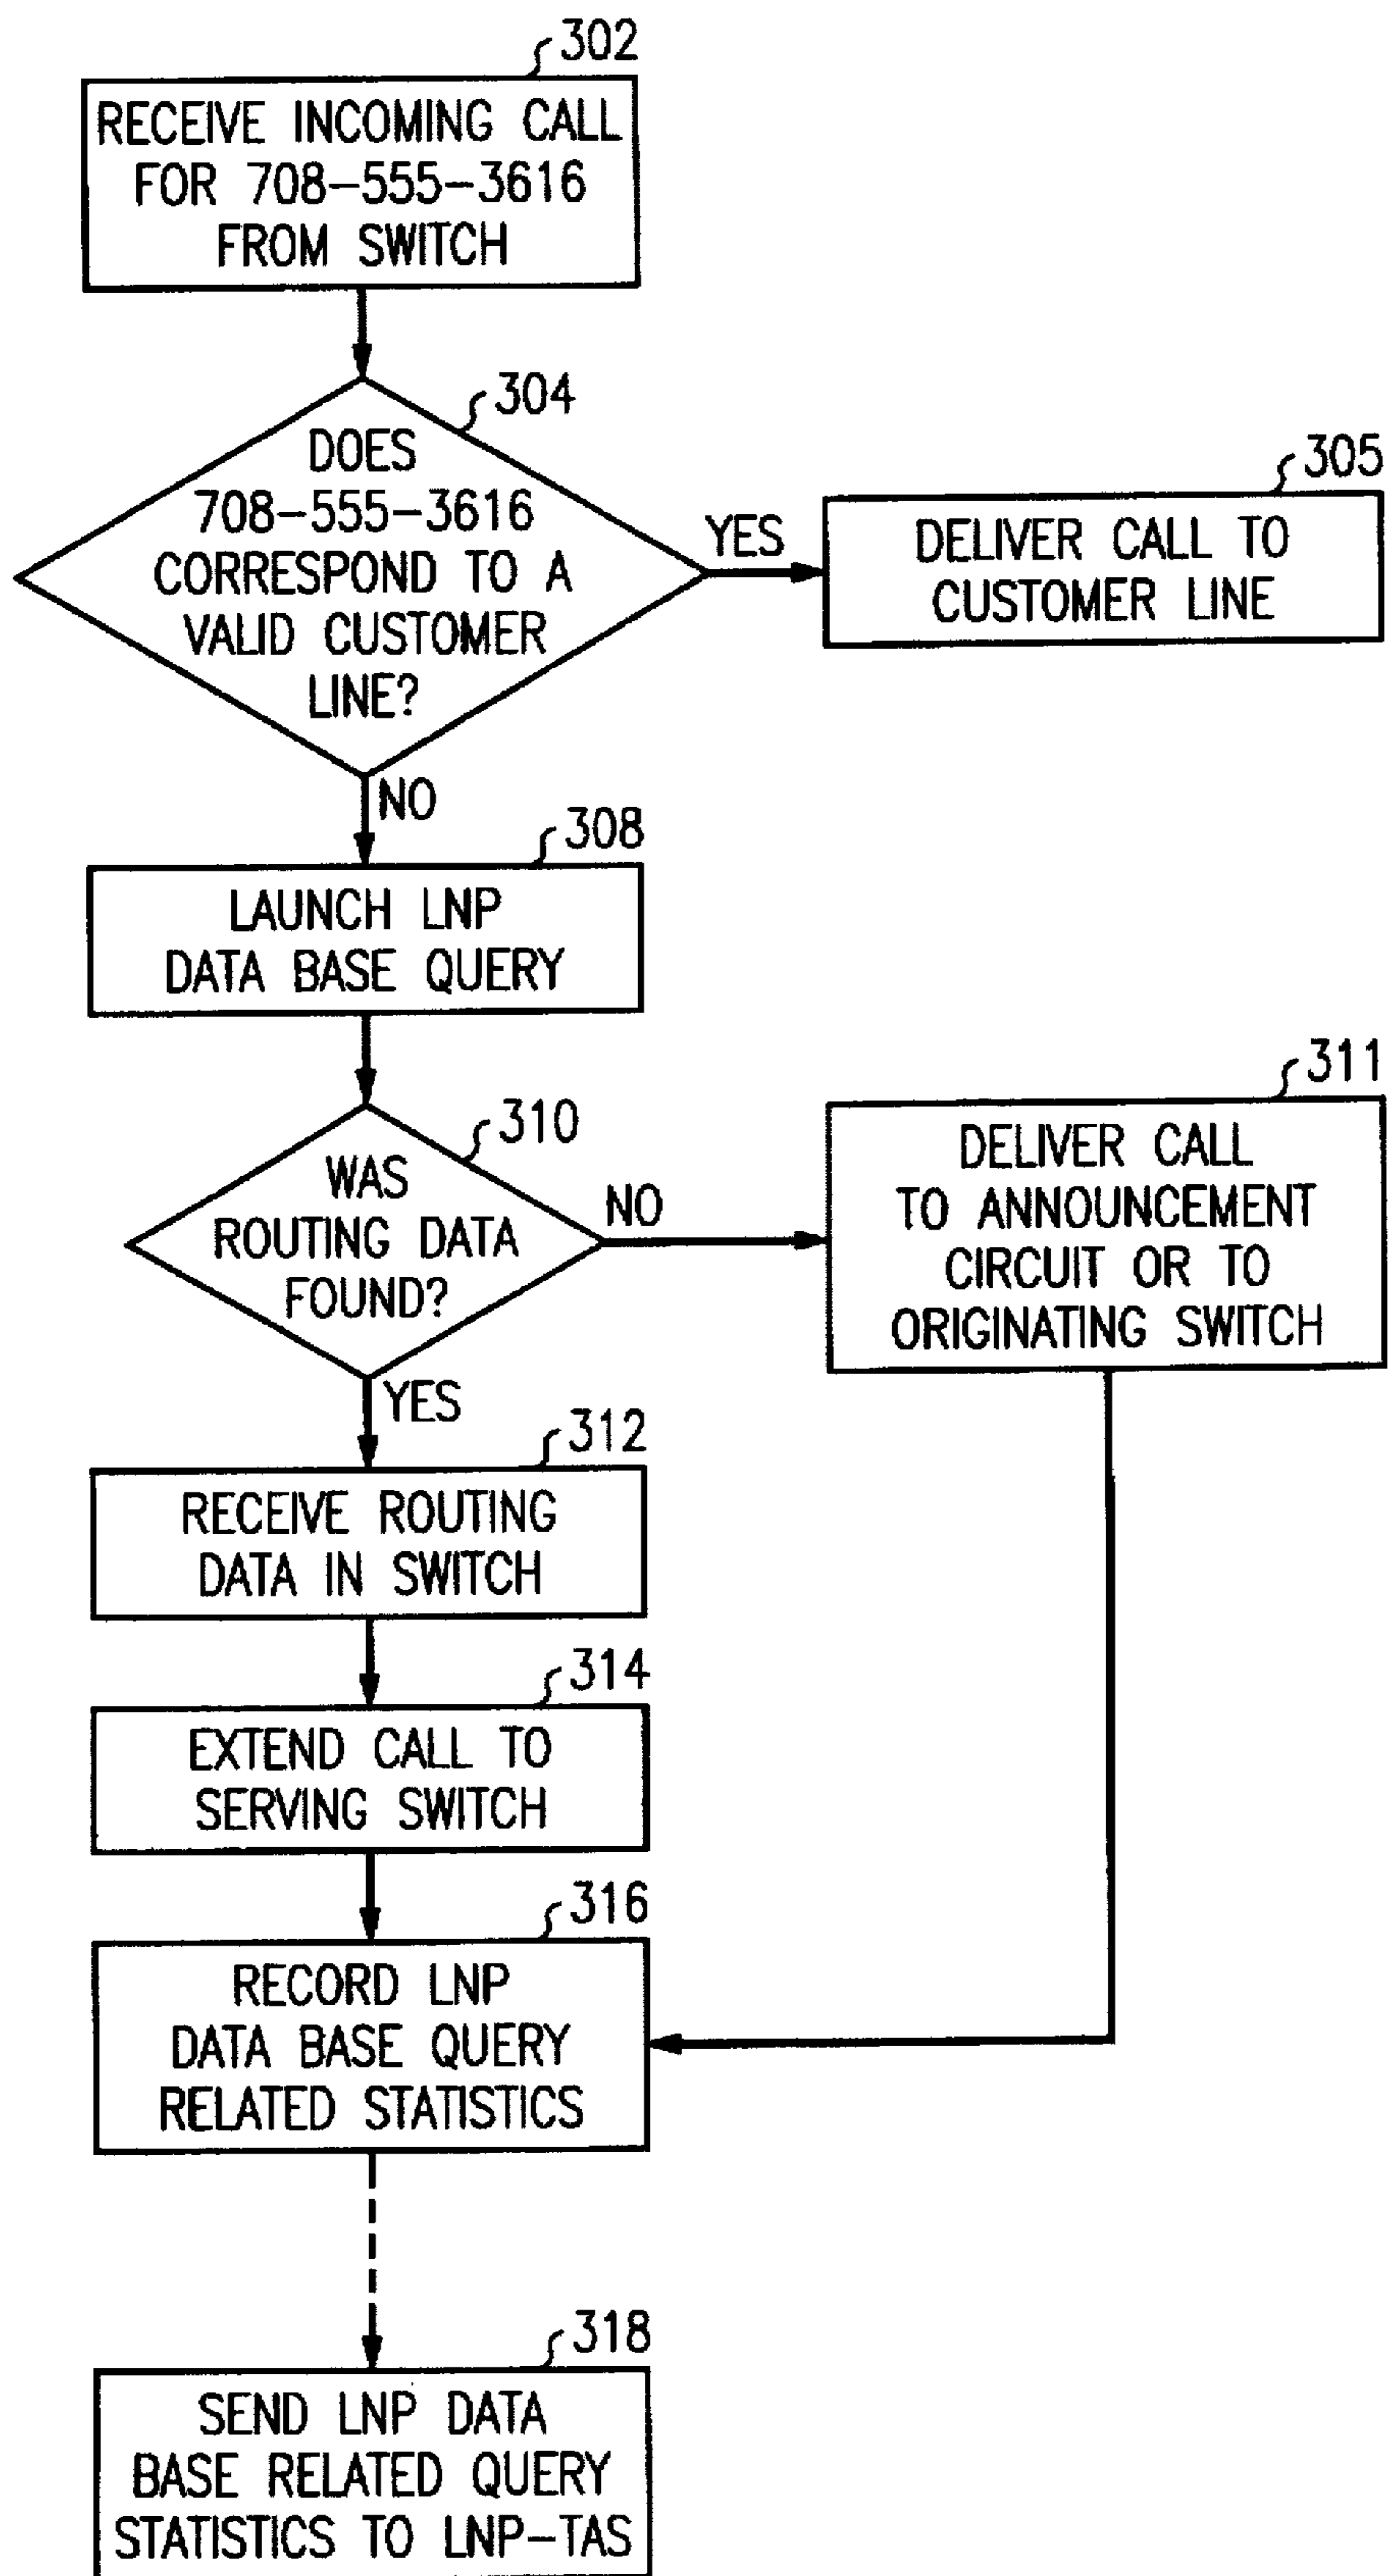 302
RECEIVE INCOMING CALL
FOR 708-555-3616
FROM SWITCH
304
DOES
708-555-3616
CORRESPOND TO A
VALID CUSTOMER
LINE?
YES
305
DELIVER CALL TO
CUSTOMER LINE
NO
308
LAUNCH LNP
DATA BASE QUERY
310
WAS
ROUTING DATA
FOUND?
NO
311
DELIVER CALL
TO ANNOUNCEMENT
CIRCUIT OR TO
ORIGINATING SWITCH
YES
312
RECEIVE ROUTING
DATA IN SWITCH
314
EXTEND CALL TO
SERVING SWITCH
316
RECORD LNP
DATA BASE QUERY
RELATED STATISTICS
318
SEND LNP DATA
BASE RELATED QUERY
STATISTICS TO LNP-TAS